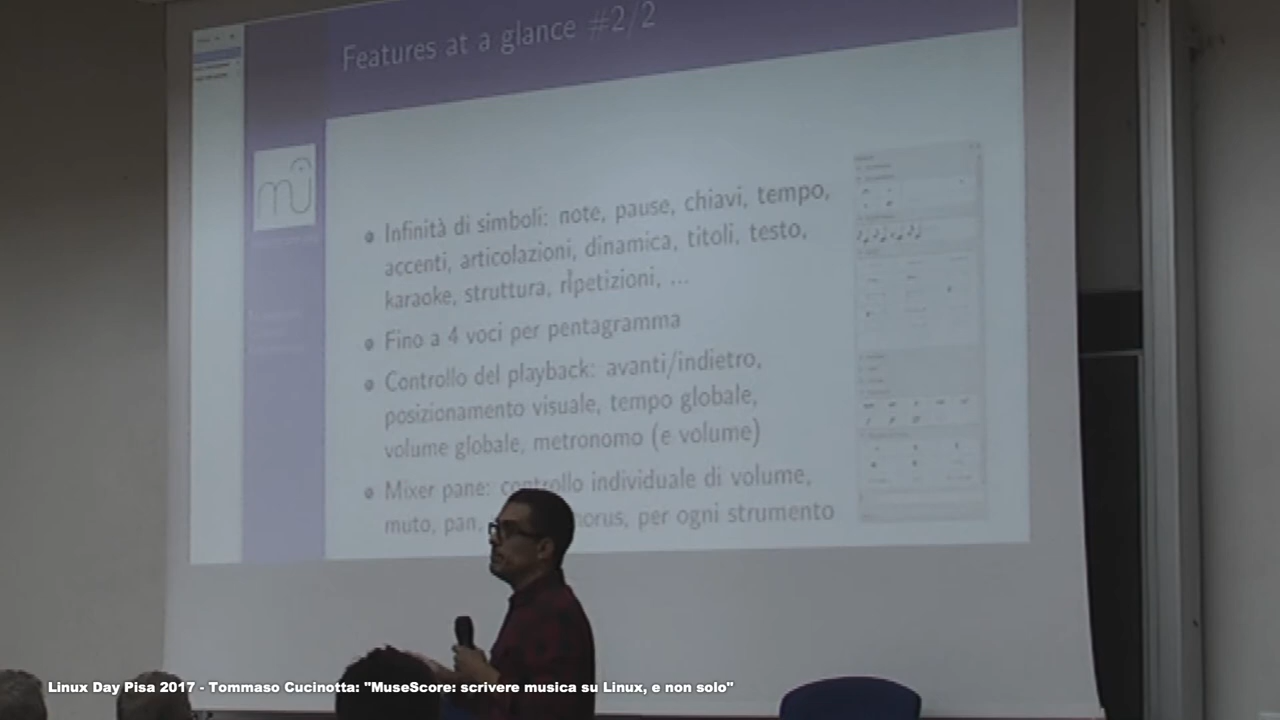 Features at a glance #2/2
mu
Infinità di simboli: note, pause, chiavi, tempo,
accenti, articolazioni, dinamica, titoli, testo,
karaoke, struttura, ripetizioni, ...
Fino a 4 voci per pentagramma
Controllo del playback: avanti/indietro,
posizionamento visuale, tempo globale,
volume globale, metronomo (e volume)
Mixer pane: controllo individuale di volume,
muto, pan, per ogni strumento
Linux Day Pisa 2017 - Tommaso Cucinotta: "MuseScore: scrivere musica su Linux, e non solo"